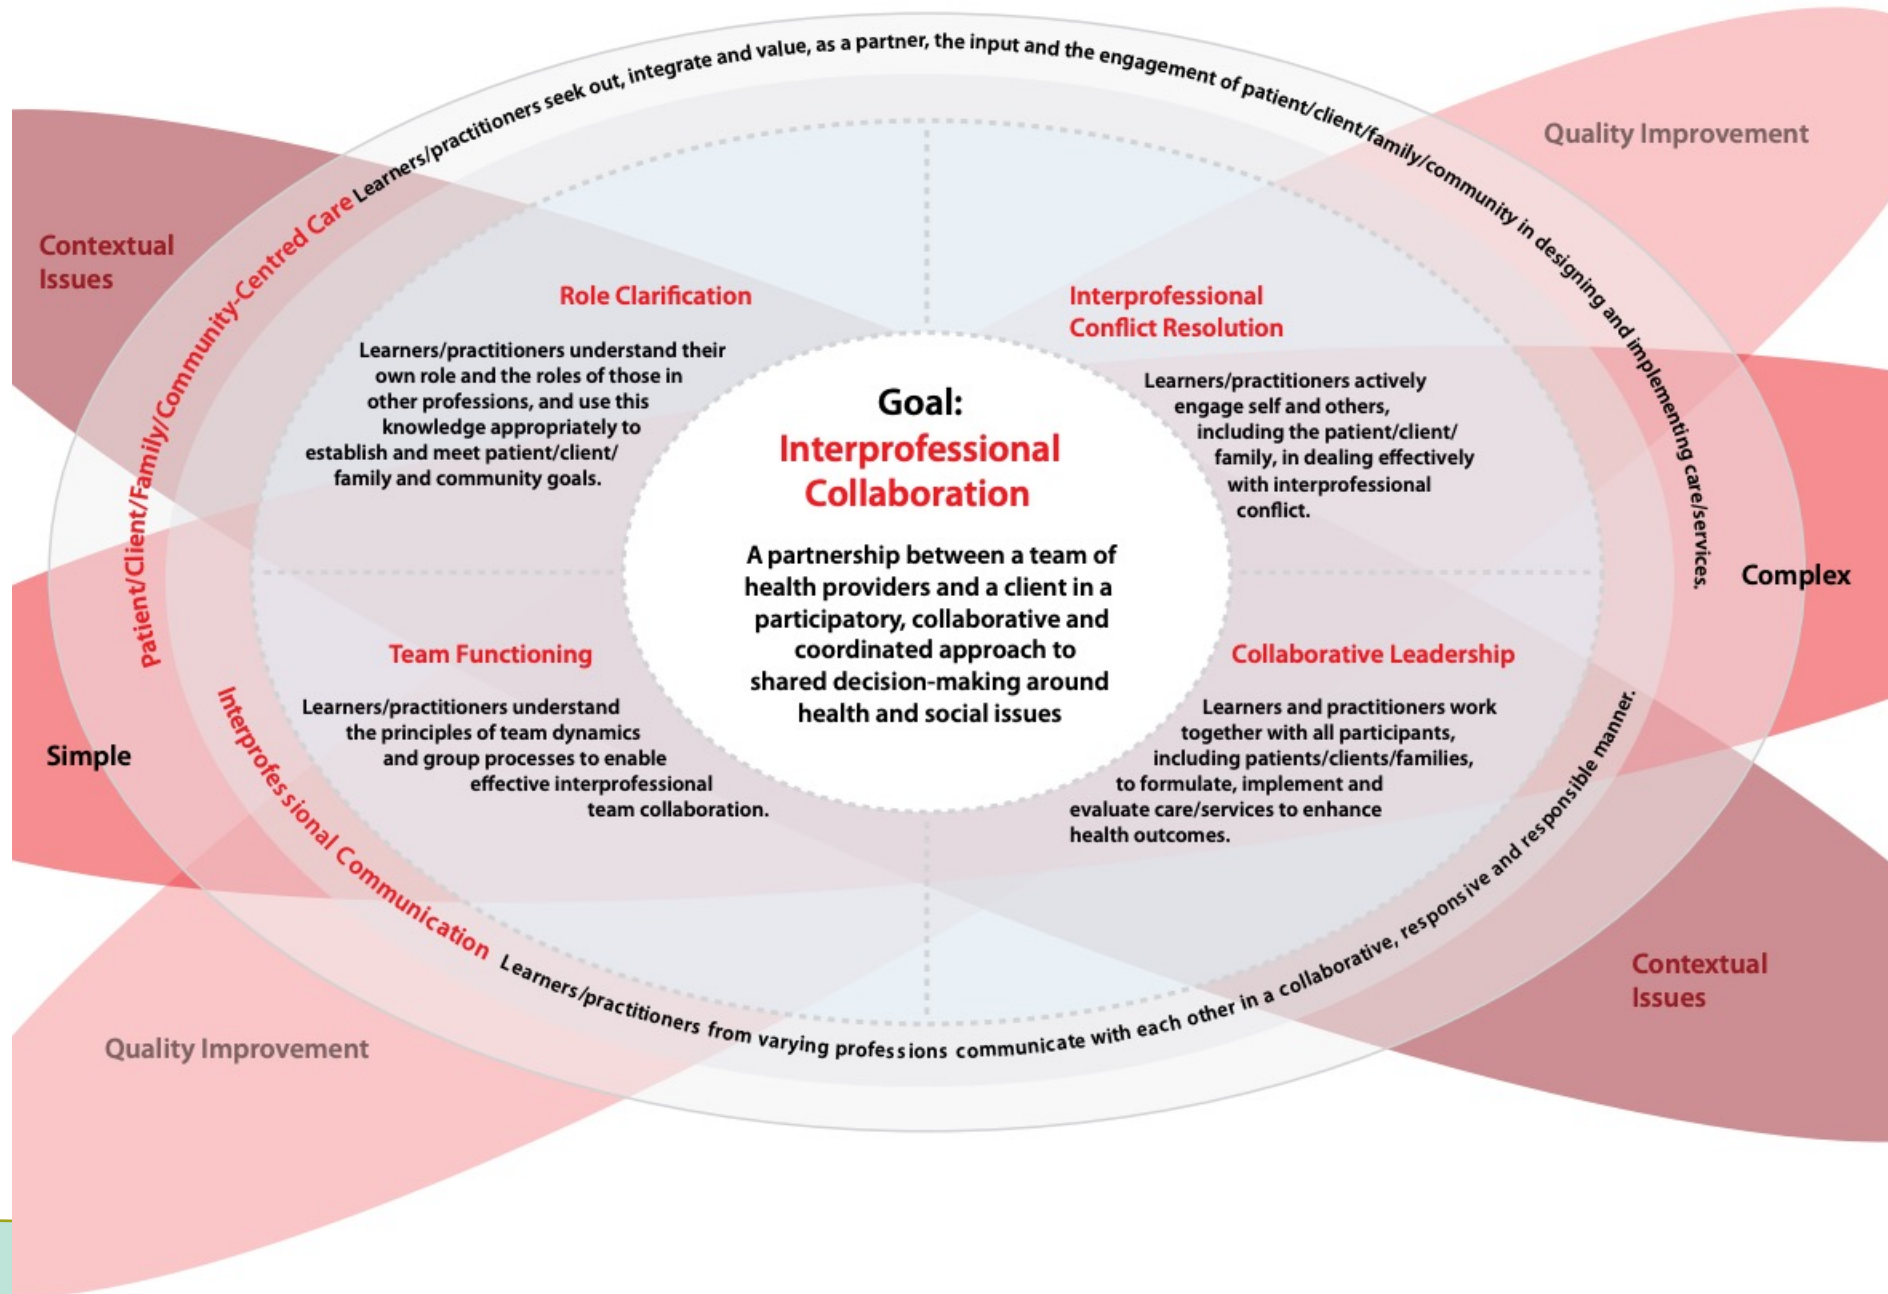 Patient/Client/Family/Community-Centred Care Learners/practitioners seek out, integrate and value, as a partner, the input and the engagement of patient/client/family/community in designing and implementing care/services.
Quality Improvement
Contextual
Issues
Role Clarification
Learners/practitioners understand their
own role and the roles of those in
other professions, and use this
knowledge appropriately to
establish and meet patient/client/
family and community goals.
Interprofessional
Conflict Resolution
Learners/practitioners actively
engage self and others,
including the patient/client/
family, in dealing effectively
with interprofessional
conflict.
Goal:
Interprofessional
Collaboration
A partnership between a team of
health providers and a client in a
participatory, collaborative and
coordinated approach to
shared decision-making around
health and social issues
Simple
Complex
Team Functioning
Learners/practitioners understand
the principles of team dynamics
and group processes to enable
effective interprofessional
team collaboration.
Collaborative Leadership
Learners and practitioners work
together with all participants,
including patients/clients/families,
to formulate, implement and
evaluate care/services to enhance
health outcomes.
Interprofessional Communication Learners/practitioners from varying professions communicate with each other in a collaborative, responsive and responsible manner.
Quality Improvement
Contextual
Issues